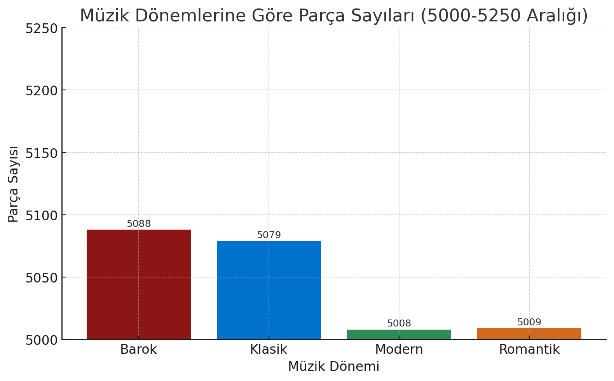 Müzik Dönemlerine Göre Parça Sayıları (5000-5250 Aralığı)
Parça Sayısı
5250
5200
5150
5100
5050
5000
5088
5079
5008
5009
Barok
Klasik
Modern
Romantik
Müzik Dönemi